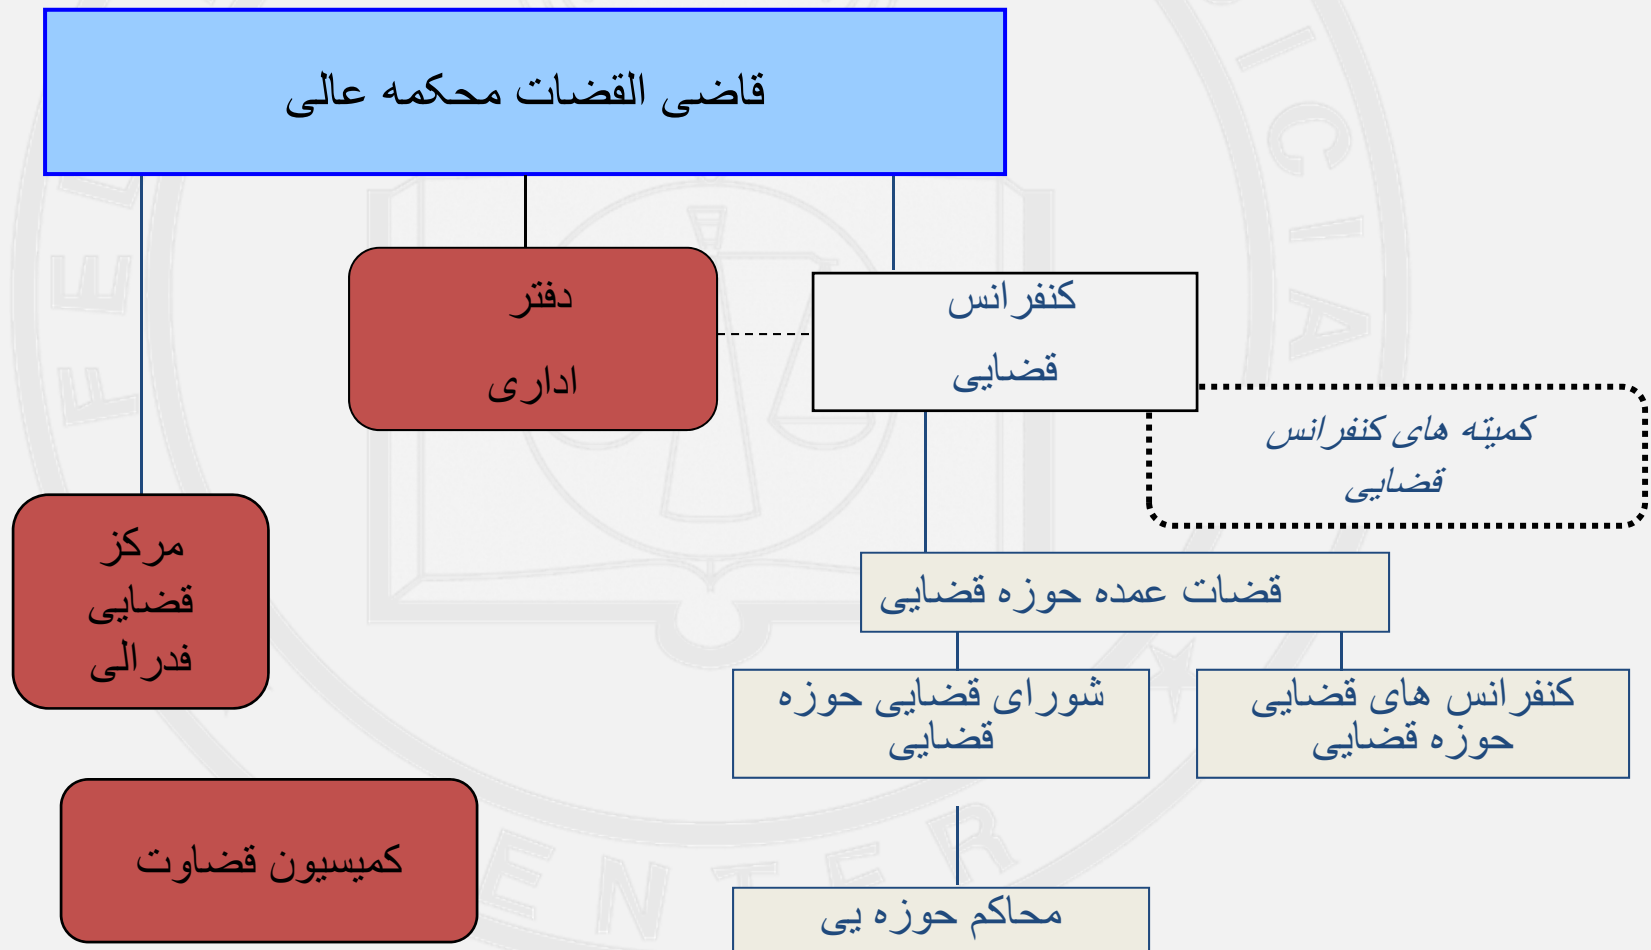 قاضی القضات محکمه عالی
دفتر
اداری
کنفرانس
قضایی
کمیته های کنفرانس
قضایی
مرکز
قضایی
فدرالی
قضات عمده حوزه قضایی
کنفرانس های قضایی
حوزه قضایی
شورای قضایی حوزه
قضایی
کمیسیون قضاوت
محاکم حوزه یی